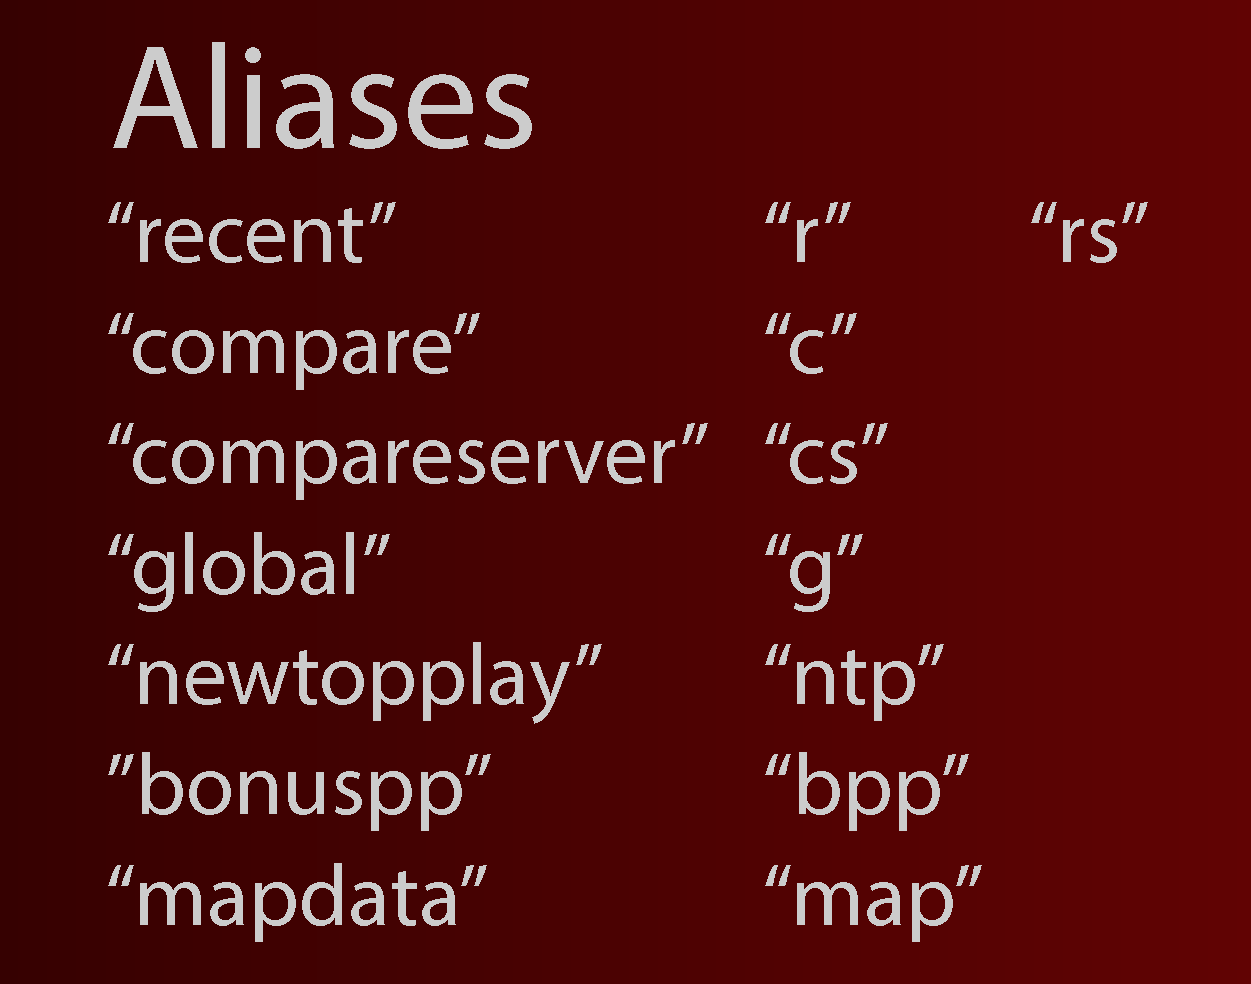 Aliases
“recent” “r” “rs”
“compare” “c”
“compareserver” “cs”
“global” “g”
“newtopplay” “ntp”
”bonuspp” “bpp”
“mapdata” “map”